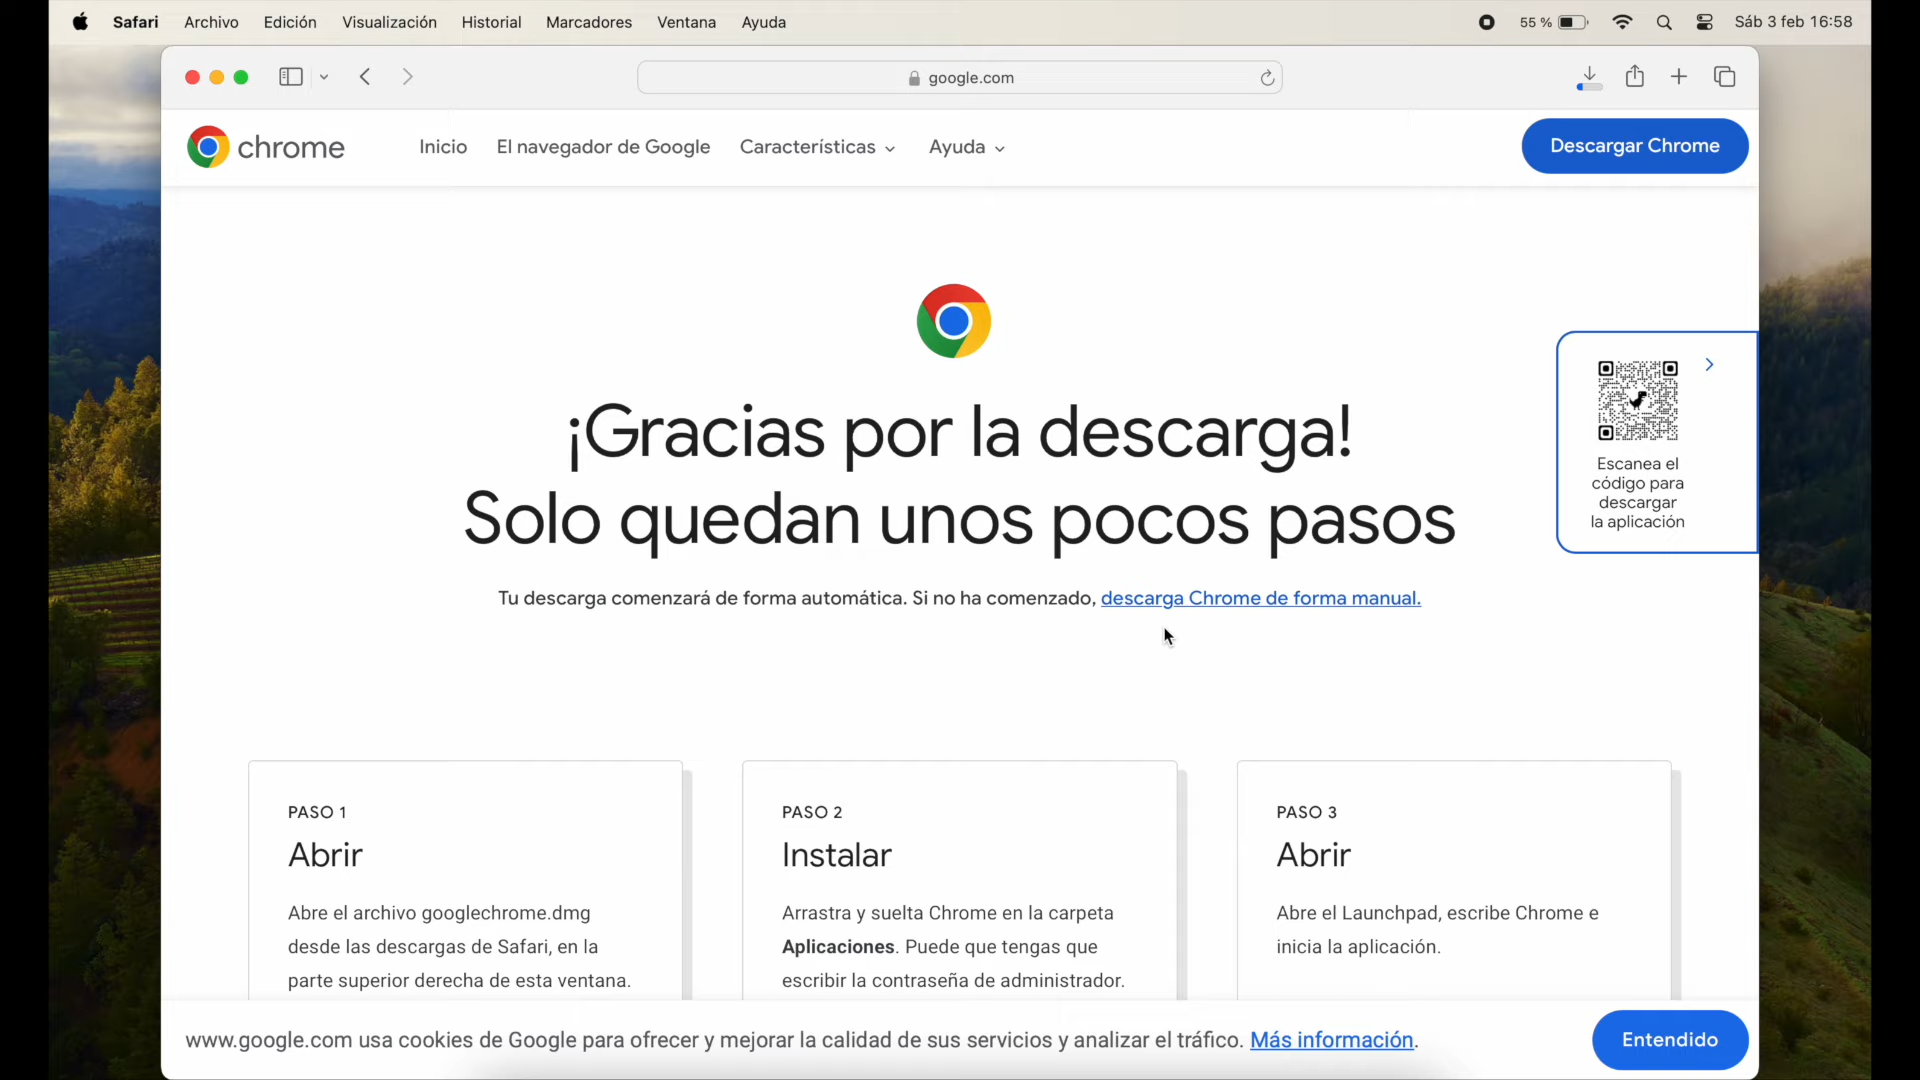 Safari Archivo Edición Visualización Historial Marcadores Ventana Ayuda 55 % Sáb 3 feb 16:58
google.com
chrome Inicio El navegador de Google Características Ayuda Descargar Chrome
¡Gracias por la descarga!
Solo quedan unos pocos pasos
Escanea el
código para
descargar
la aplicación
Tu descarga comenzará de forma automática. Si no ha comenzado, descarga Chrome de forma manual.
PASO 1
Abrir
Abre el archivo googlechrome.dmg
desde las descargas de Safari, en la
parte superior derecha de esta ventana.
PASO 2
Instalar
Arrastra y suelta Chrome en la carpeta
Aplicaciones. Puede que tengas que
escribir la contraseña de administrador.
PASO 3
Abrir
Abre el Launchpad, escribe Chrome e
inicia la aplicación.
www.google.com usa cookies de Google para ofrecer y mejorar la calidad de sus servicios y analizar el tráfico. Más información.
Entendido